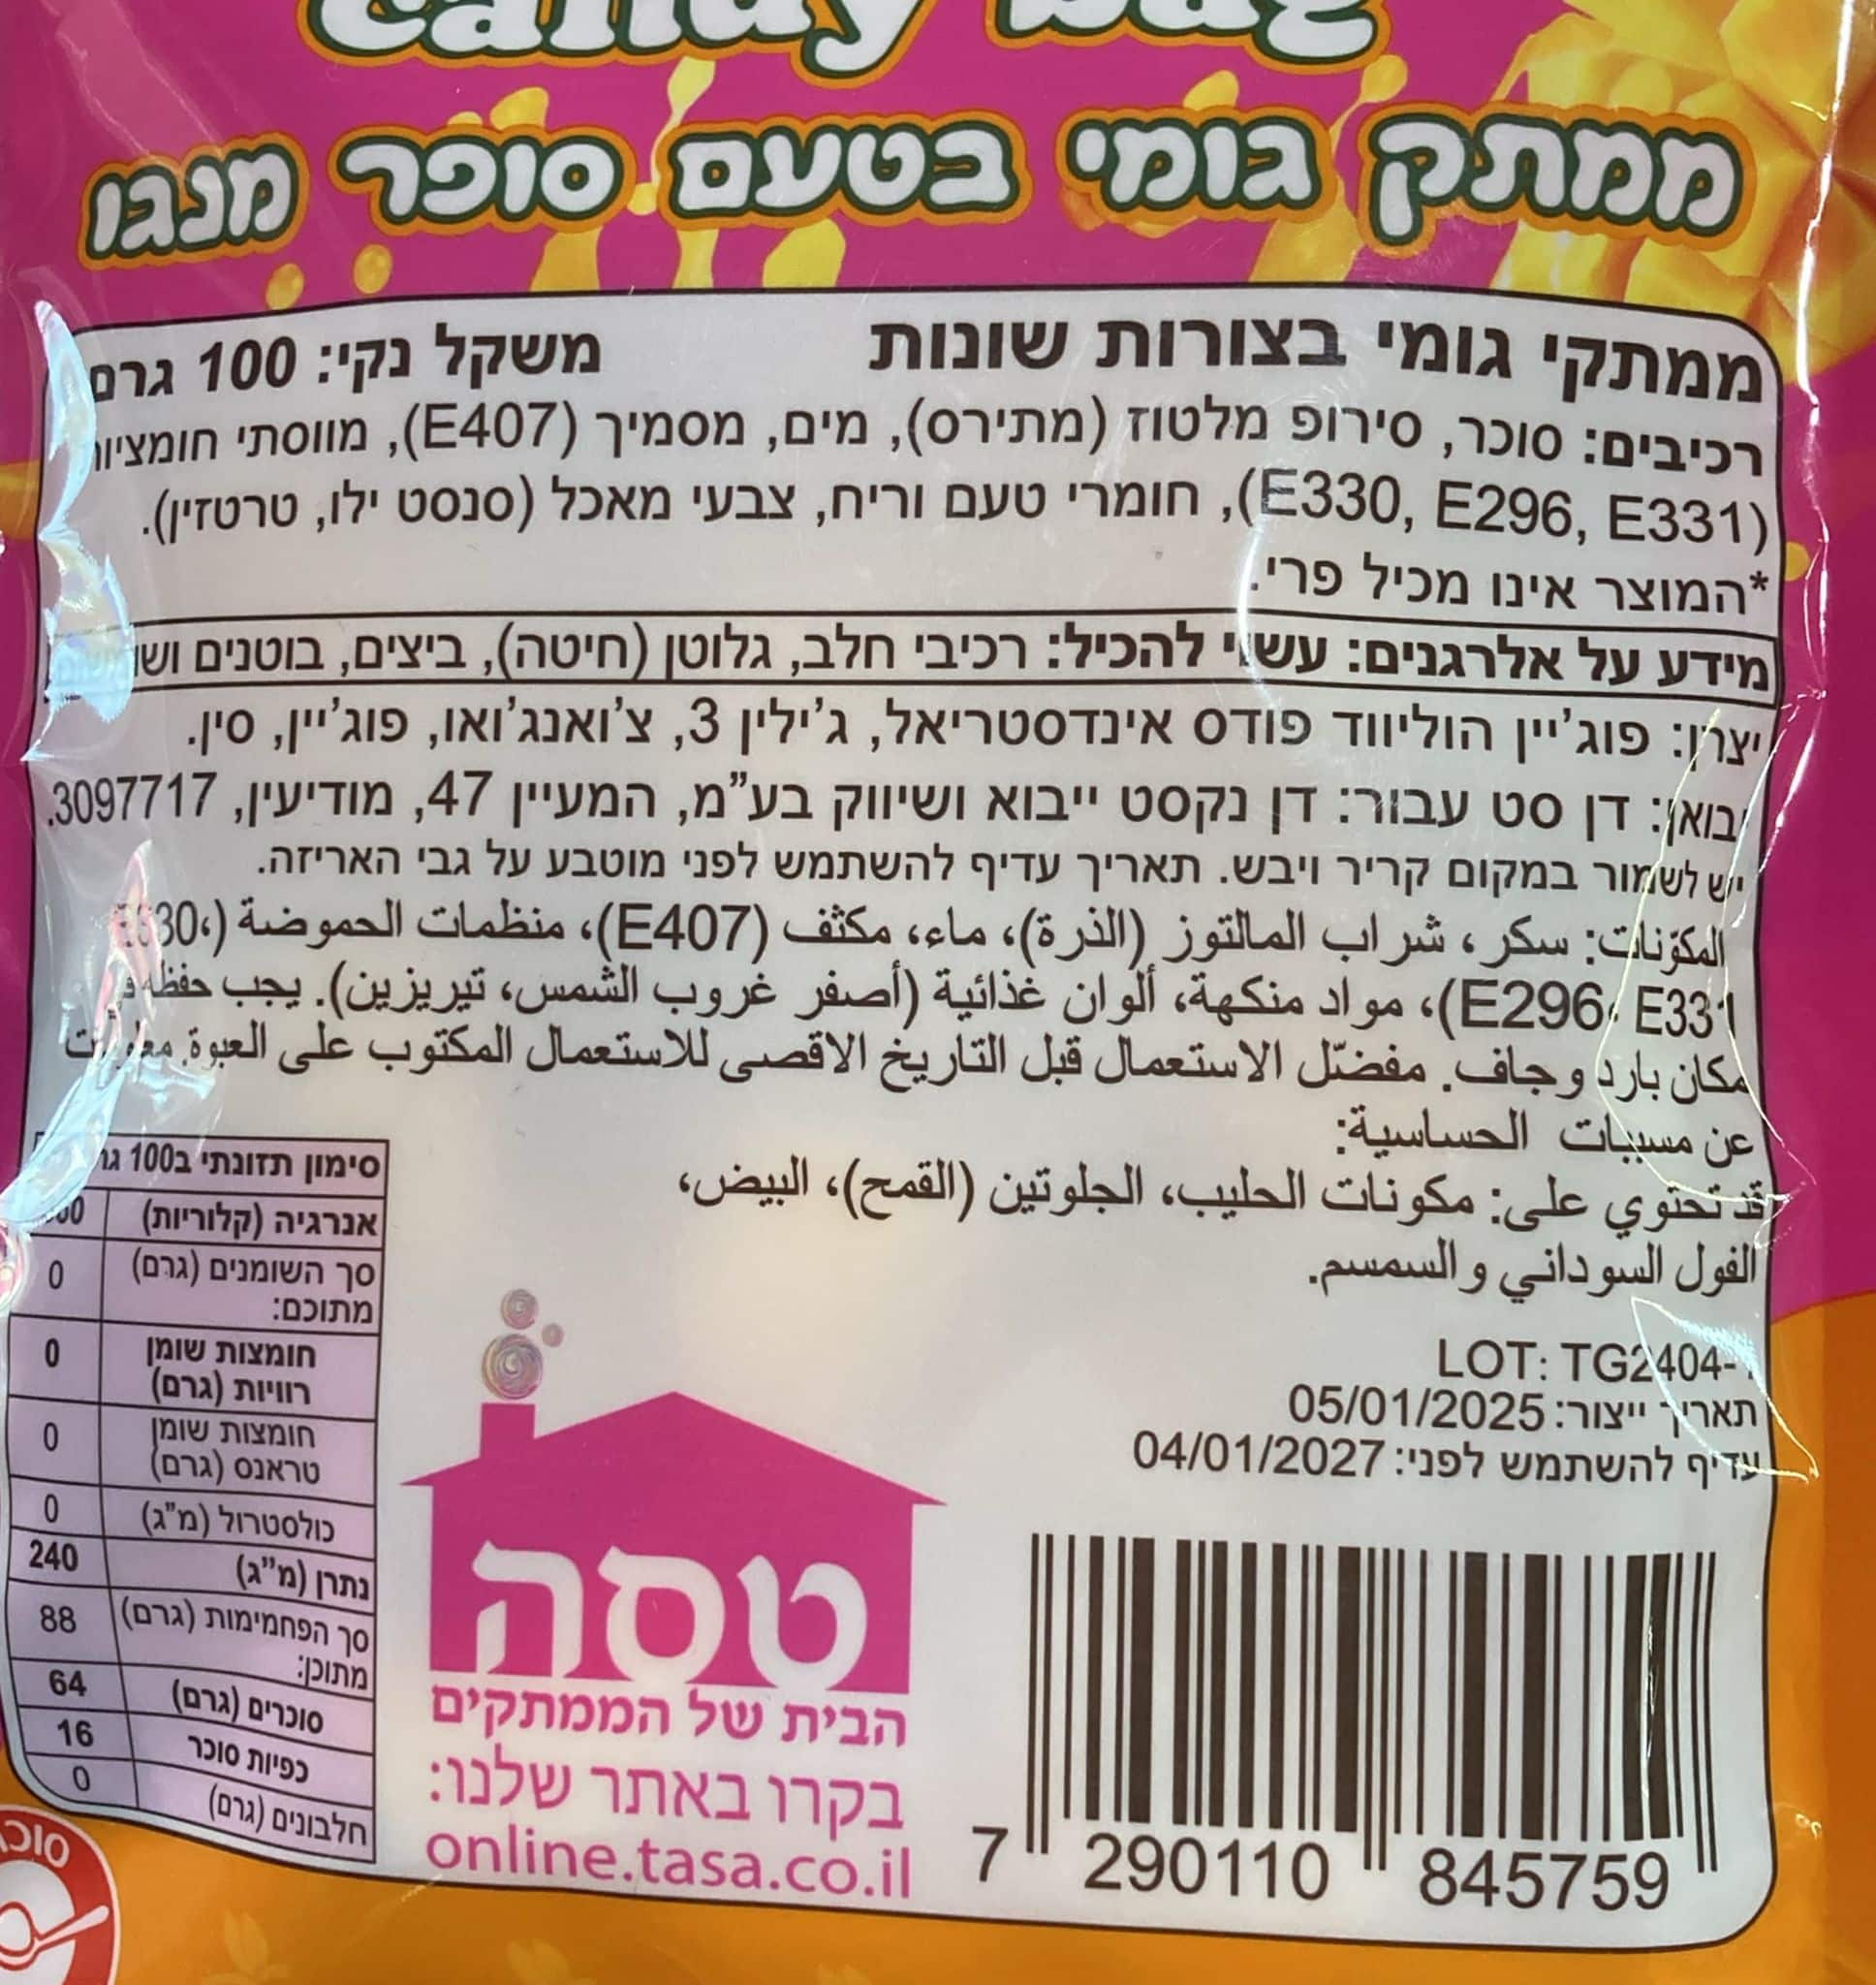 candy bag
ממתק גומי בטעם סופר מנגו
ממתקי גומי בצורות שונות
משקל נקי: 100 גרם
רכיבים: סוכר, סירופ מלטוז (מתירס), מים, מסמיך (E407), מווסתי חומציות
(E330, E296, E331), חומרי טעם וריח, צבעי מאכל (סנסט ילו, טרטזין).
*המוצר אינו מכיל פרי.
מידע על אלרגנים: עשוי להכיל: רכיבי חלב, גלוטן (חיטה), ביצים, בוטנים
יצרן: פוג'יין הוליווד פודס אינדסטריאל, ג'ילין 3, צ'ואנג'ואו, פוג'יין, סין.
יבואן: דן סט עבור: דן נקסט ייבוא ושיווק בע"מ, המעיין 47, מודיעין, 3097717.
יש לשמור במקום קריר ויבש. תאריך עדיף להשתמש לפני מוטבע על גבי האריזה.
المكوّنات: سكر، شراب المالتوز (الذرة)، ماء، مكثف (E407)، منظمات الحموضة
E296، E331)، مواد منكهة، ألوان غذائية (أصفر غروب الشمس، تيريزين). يجب حفظه
مكان بارد وجاف. مفضّل الاستعمال قبل التاريخ الاقصى للاستعمال المكتوب على العبوة.
عن مسببات الحساسية:
قد تحتوي على: مكونات الحليب، الجلوتين (القمح)، البيض،
الفول السوداني والسمسم.
LOT: TG2404-
תאריך ייצור: 05/01/2025
עדיף להשתמש לפני: 04/01/2027
סימון תזונתי ב100
אנרגיה (קלוריות)
סך השומנים (גרם) 0
מתוכם:
חומצות שומן 0
רוויות (גרם)
חומצות שומן 0
טראנס (גרם)
כולסטרול (מ"ג) 0
נתרן (מ"ג) 240
סך הפחמימות (גרם) 88
מתוכן:
סוכרים (גרם) 64
כפיות סוכר 16
חלבונים (גרם) 0
טסה
הבית של הממתקים
בקרו באתר שלנו:
online.tasa.co.il
7 290110 845759